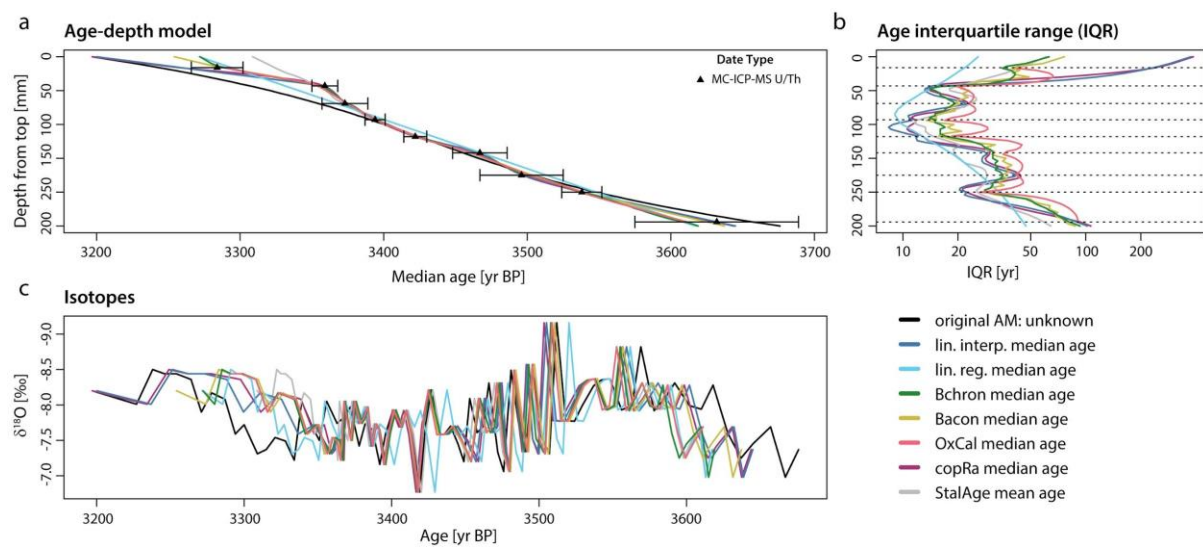 a
Age-depth model
b
Age interquartile range (IQR)
Depth from top [mm]
0
50
100
150
200
Date Type
MC-ICP-MS U/Th
3200 3300 3400 3500 3600 3700
Median age [yr BP]
0
50
100
150
200
10 20 50 100 200
IQR [yr]
c
Isotopes
δ¹⁸O [‰]
-9.0
-8.5
-8.0
-7.5
-7.0
3200 3300 3400 3500 3600
Age [yr BP]
original AM: unknown
lin. interp. median age
lin. reg. median age
Bchron median age
Bacon median age
OxCal median age
copRa median age
StalAge mean age